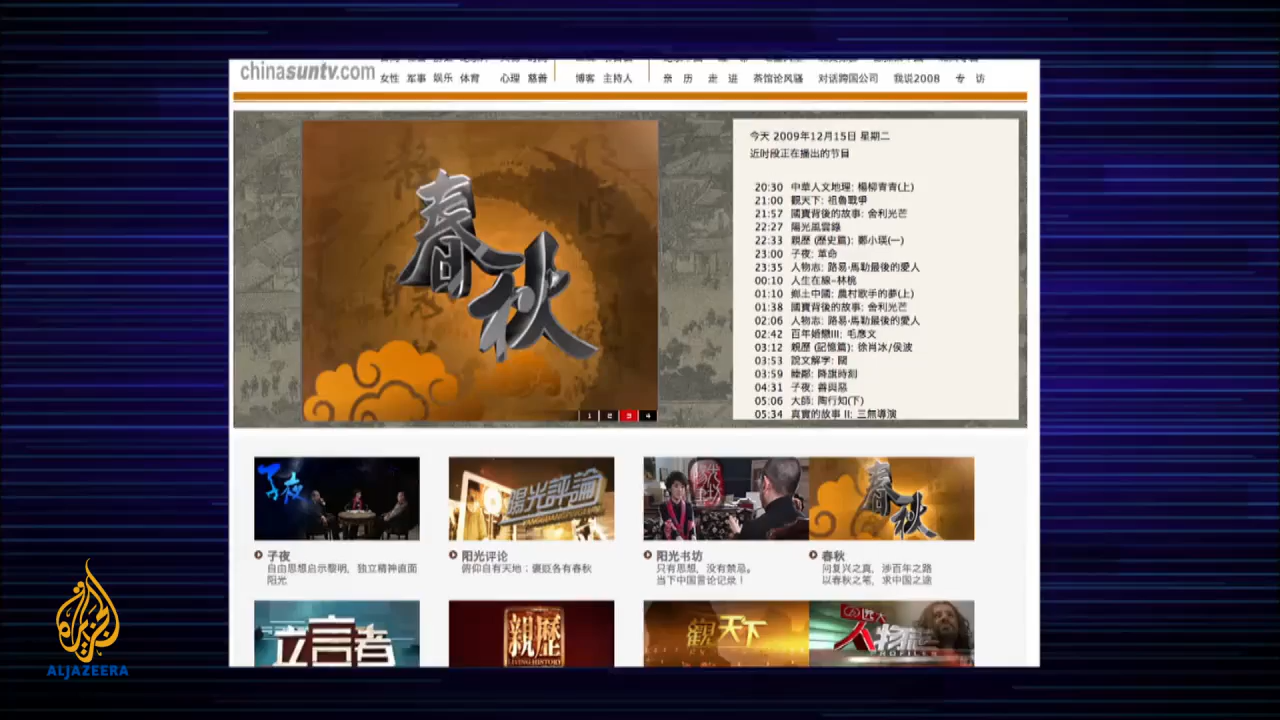 chinasuntv.com
女性 军事 娱乐 体育 心理 慈善 博客 主持人 亲 历 走 进 茶馆论风骚 对话跨国公司 我说2008 专 访
春秋
1 2 3 4
今天 2009年12月15日 星期二
近时段正在播出的节目
20:30 中華人文地理: 楊柳青青(上)
21:00 觀天下: 祖魯戰爭
21:57 國寶背後的故事: 舍利光芒
22:27 陽光風雲錄
22:33 親歷 (歷史篇): 鄭小瑛(一)
23:00 子夜: 革命
23:35 人物志: 路易·馬勒最後的愛人
00:10 人生在線-林桄
01:10 鄉土中國: 農村歌手的夢(上)
01:38 國寶背後的故事: 舍利光芒
02:06 人物志: 路易·馬勒最後的愛人
02:42 百年婚戀III: 毛彥文
03:12 親歷 (記憶篇): 徐肖冰/侯波
03:53 說文解字: 闊
03:59 睦鄰: 降旗時刻
04:31 子夜: 善與惡
05:06 大師: 陶行知(下)
05:34 真實的故事 II: 三無導演
子夜
陽光評論
春秋
子夜
自由思想启示黎明，独立精神直面
阳光
阳光评论
俯仰自有天地；褒贬各有春秋
阳光书坊
只有思想，没有禁忌。
当下中国言论记录！
春秋
问复兴之真，涉百年之路
以春秋之笔，求中国之途
立言者
親歷
LIVING HISTORY
觀天下
远大
人物志
PROFILES
ALJAZEERA